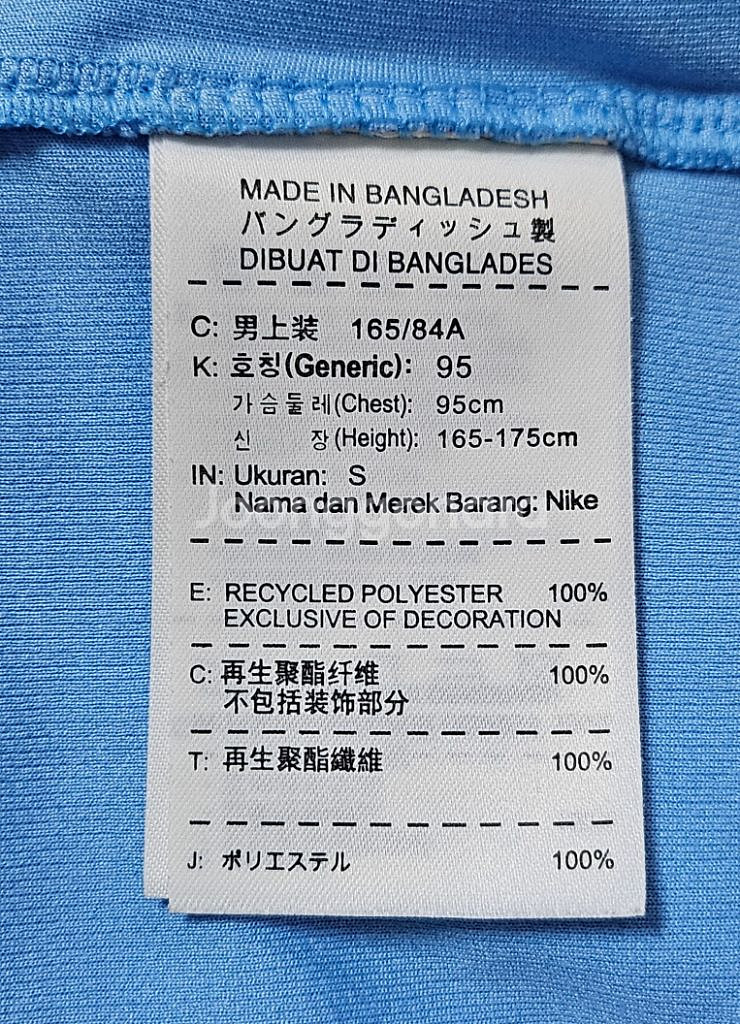 MADE IN BANGLADESH
バングラディッシュ製
DIBUAT DI BANGLADES
C: 男上装 165/84A
K: 호칭(Generic): 95
가슴둘레(Chest): 95cm
신 장(Height): 165-175cm
IN: Ukuran: S
Nama dan Merek Barang: Nike
Joonggonara
E: RECYCLED POLYESTER 100%
EXCLUSIVE OF DECORATION
C: 再生聚酯纤维 100%
不包括装饰部分
T: 再生聚酯纖維 100%
J: ポリエステル 100%